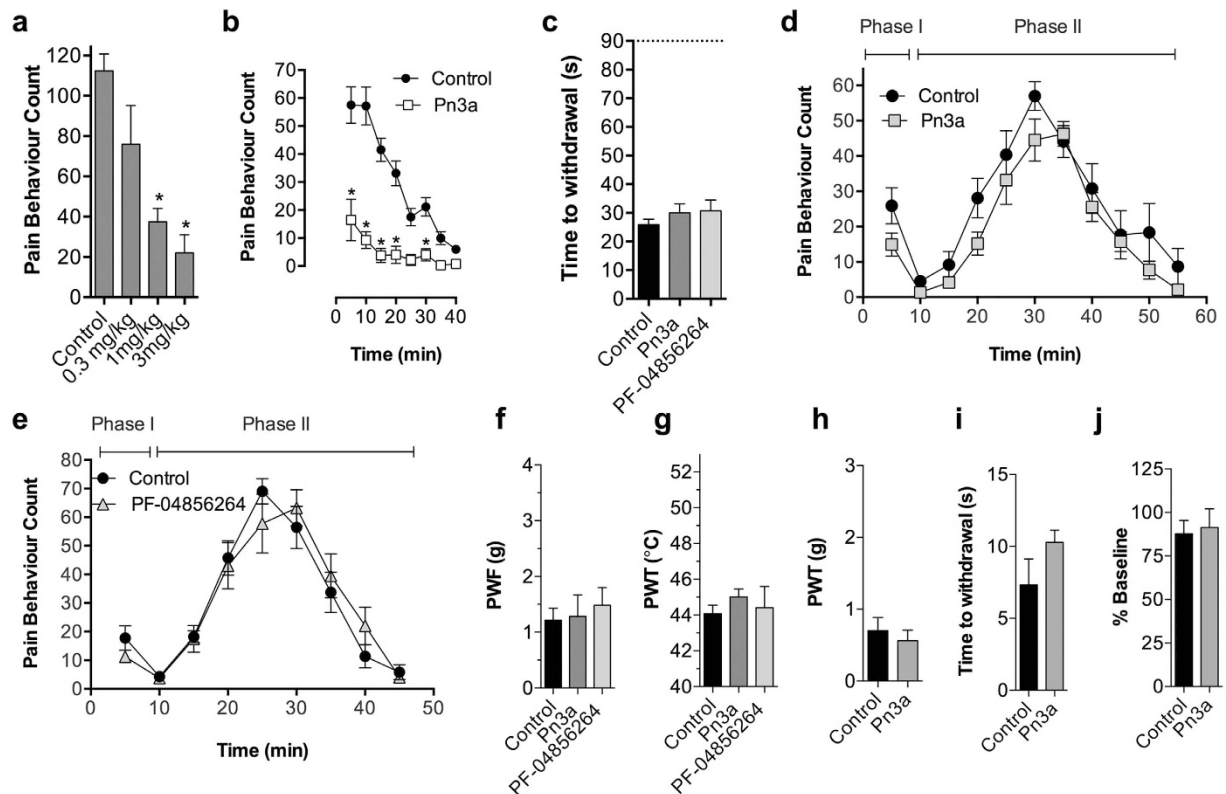 a
Pain Behaviour Count
120
100
80
60
40
20
0
* *
Control
0.3 mg/kg
1mg/kg
3mg/kg
b
Pain Behaviour Count
70
60
50
40
30
20
10
0
Control
Pn3a
* * * * *
10 20 30 40
Time (min)
c
Time to withdrawal (s)
90
80
70
60
50
40
30
20
10
0
Control
Pn3a
PF-04856264
d
Phase I Phase II
Pain Behaviour Count
60
50
40
30
20
10
0
Control
Pn3a
0 10 20 30 40 50 60
Time (min)
e
Phase I Phase II
Pain Behaviour Count
80
70
60
50
40
30
20
10
0
Control
PF-04856264
0 10 20 30 40 50
Time (min)
f
PWF (g)
4
3
2
1
0
Control
Pn3a
PF-04856264
g
PWT (°C)
52
50
48
46
44
42
40
Control
Pn3a
PF-04856264
h
PWT (g)
3
2
1
0
Control
Pn3a
i
Time to withdrawal (s)
15
10
5
0
Control
Pn3a
j
% Baseline
125
100
75
50
25
0
Control
Pn3a